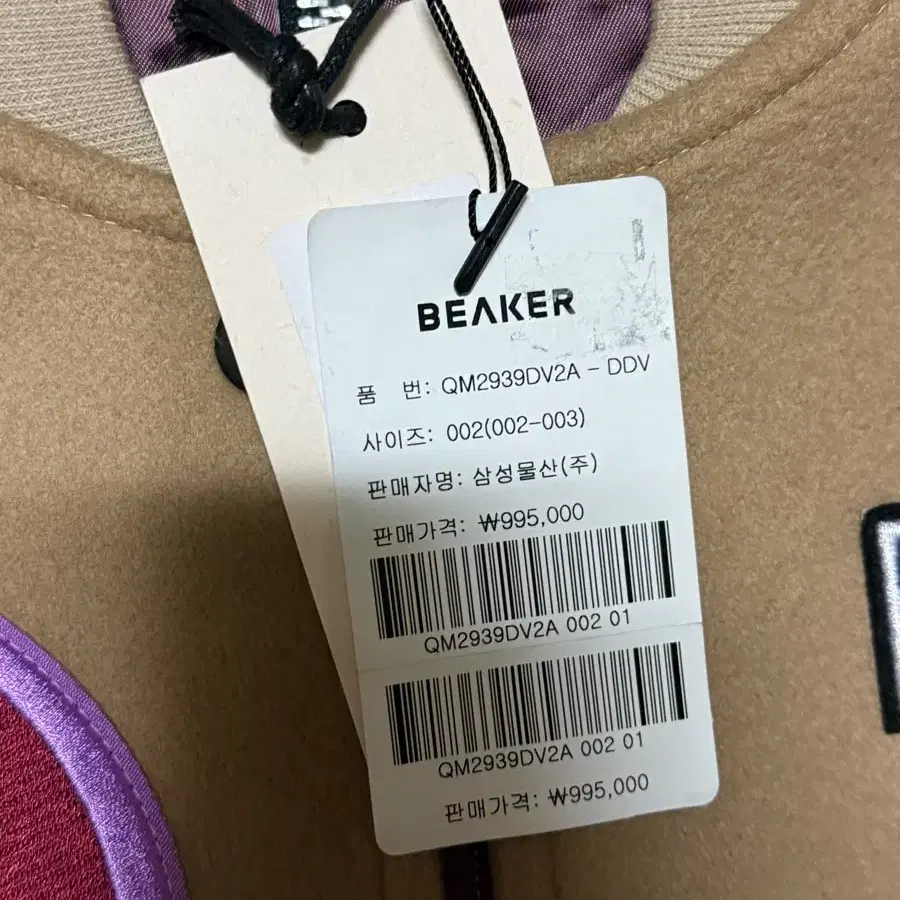 BEAKER
품 번: QM2939DV2A - DDV
사이즈: 002(002-003)
판매자명: 삼성물산(주)
판매가격: ₩995,000
QM2939DV2A 002 01
QM2939DV2A 002 01
판매가격: ₩995,000